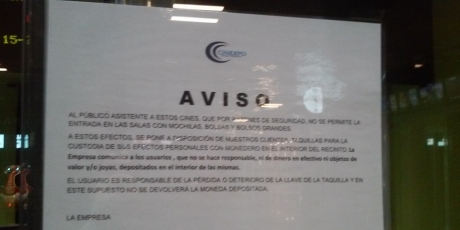 15-
AVISO
AL PÚBLICO ASISTENTE A ESTOS CINES, QUE POR RAZONES DE SEGURIDAD, NO SE PERMITE LA
ENTRADA EN LAS SALAS CON MOCHILAS, BOLSAS Y BOLSOS GRANDES.
A ESTOS EFECTOS, SE PONE A DISPOSICIÓN DE NUESTROS CLIENTES TAQUILLAS PARA LA
CUSTODIA DE SUS EFECTOS PERSONALES CON MONEDERO EN EL INTERIOR DEL RECINTO. La
Empresa comunica a los usuarios, que no se hace responsable, ni de dinero en efectivo ni objetos de
valor y/o joyas, depositados en el interior de las mismas.
EL USUARIO ES RESPONSABLE DE LA PÉRDIDA O DETERIORO DE LA LLAVE DE LA TAQUILLA Y EN
ESTE SUPUESTO NO SE DEVOLVERÁ LA MONEDA DEPOSITADA.
LA EMPRESA